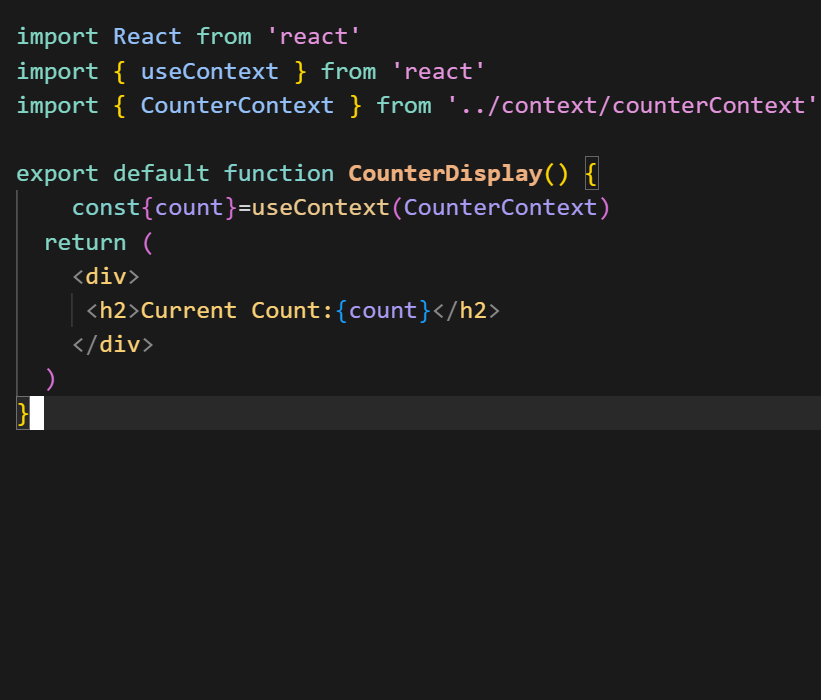 import React from 'react'
import { useContext } from 'react'
import { CounterContext } from '../context/counterContext'

export default function CounterDisplay() {
    const{count}=useContext(CounterContext)
  return (
    <div>
     <h2>Current Count:{count}</h2>
    </div>
  )
}